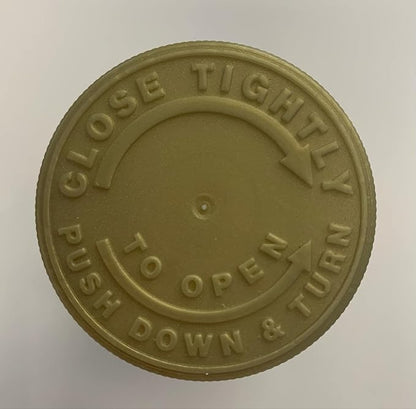 CLOSE TIGHTLY
TO OPEN
PUSH DOWN & TURN